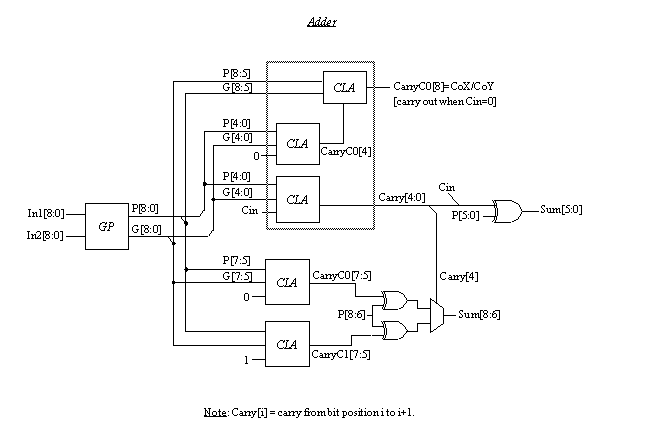 Adder
P[8:5]
G[8:5]
CLA
CarryC0[8]=CoX/CoY
[carry out when Cin=0]
P[4:0]
G[4:0]
CLA
0
CarryC0[4]
P[4:0]
G[4:0]
CLA
Cin
Carry[4:0]
Cin
P[5:0]
Sum[5:0]
In1[8:0]
In2[8:0]
GP
P[8:0]
G[8:0]
P[7:5]
G[7:5]
CLA
0
CarryC0[7:5]
Carry[4]
P[8:6]
Sum[8:6]
CLA
1
CarryC1[7:5]
Note: Carry[i] = carry from bit position i to i+1.